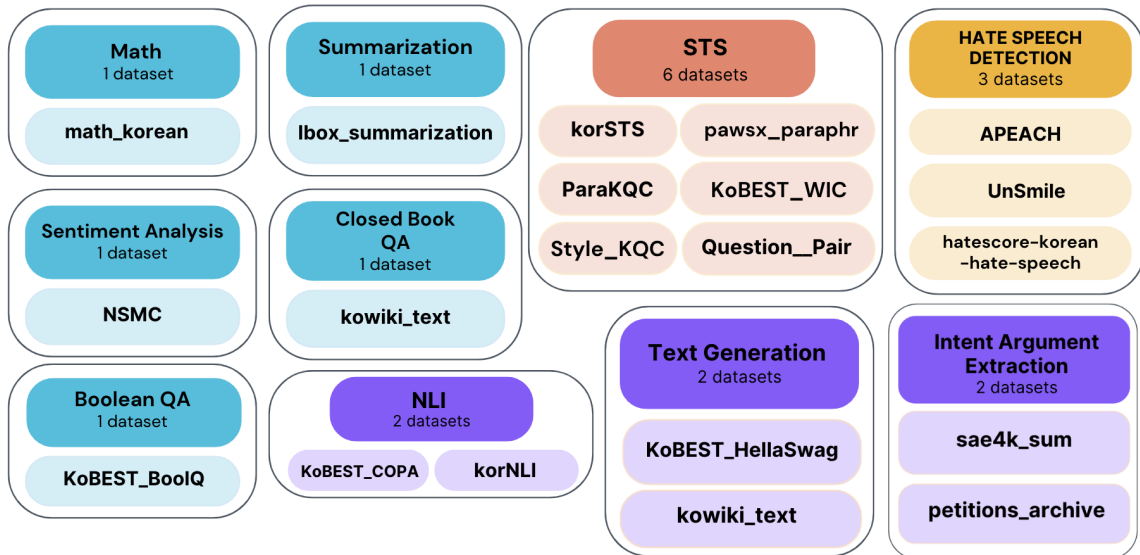 Math
1 dataset
math_korean
Summarization
1 dataset
lbox_summarization
STS
6 datasets
korSTS
pawsx_paraphr
ParaKQC
KoBEST_WIC
Style_KQC
Question__Pair
HATE SPEECH
DETECTION
3 datasets
APEACH
UnSmile
hatescore-korean
-hate-speech
Sentiment Analysis
1 dataset
NSMC
Closed Book
QA
1 dataset
kowiki_text
Boolean QA
1 dataset
KoBEST_BoolQ
NLI
2 datasets
KoBEST_COPA
korNLI
Text Generation
2 datasets
KoBEST_HellaSwag
kowiki_text
Intent Argument
Extraction
2 datasets
sae4k_sum
petitions_archive